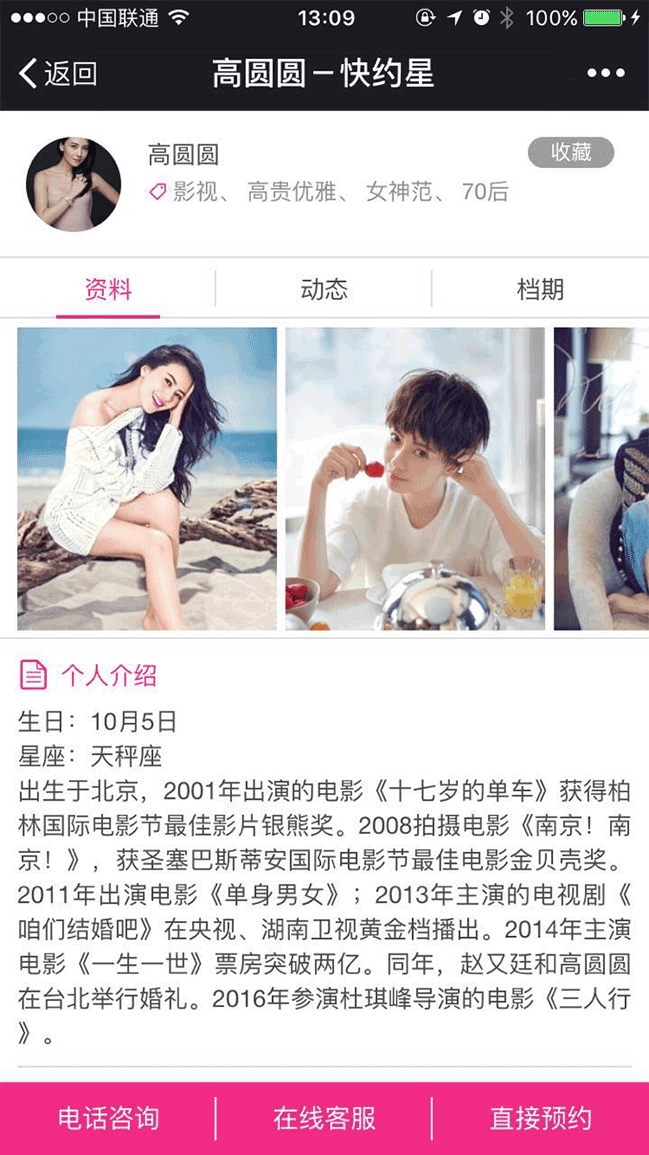 中国联通 13:09 100%
返回 高圆圆－快约星
高圆圆 收藏
影视、 高贵优雅、 女神范、 70后
资料 动态 档期
个人介绍
生日：10月5日
星座：天秤座
出生于北京，2001年出演的电影《十七岁的单车》获得柏
林国际电影节最佳影片银熊奖。2008拍摄电影《南京！南
京！》，获圣塞巴斯蒂安国际电影节最佳电影金贝壳奖。
2011年出演电影《单身男女》；2013年主演的电视剧《
咱们结婚吧》在央视、湖南卫视黄金档播出。2014年主演
电影《一生一世》票房突破两亿。同年，赵又廷和高圆圆
在台北举行婚礼。2016年参演杜琪峰导演的电影《三人行
》。
电话咨询 在线客服 直接预约